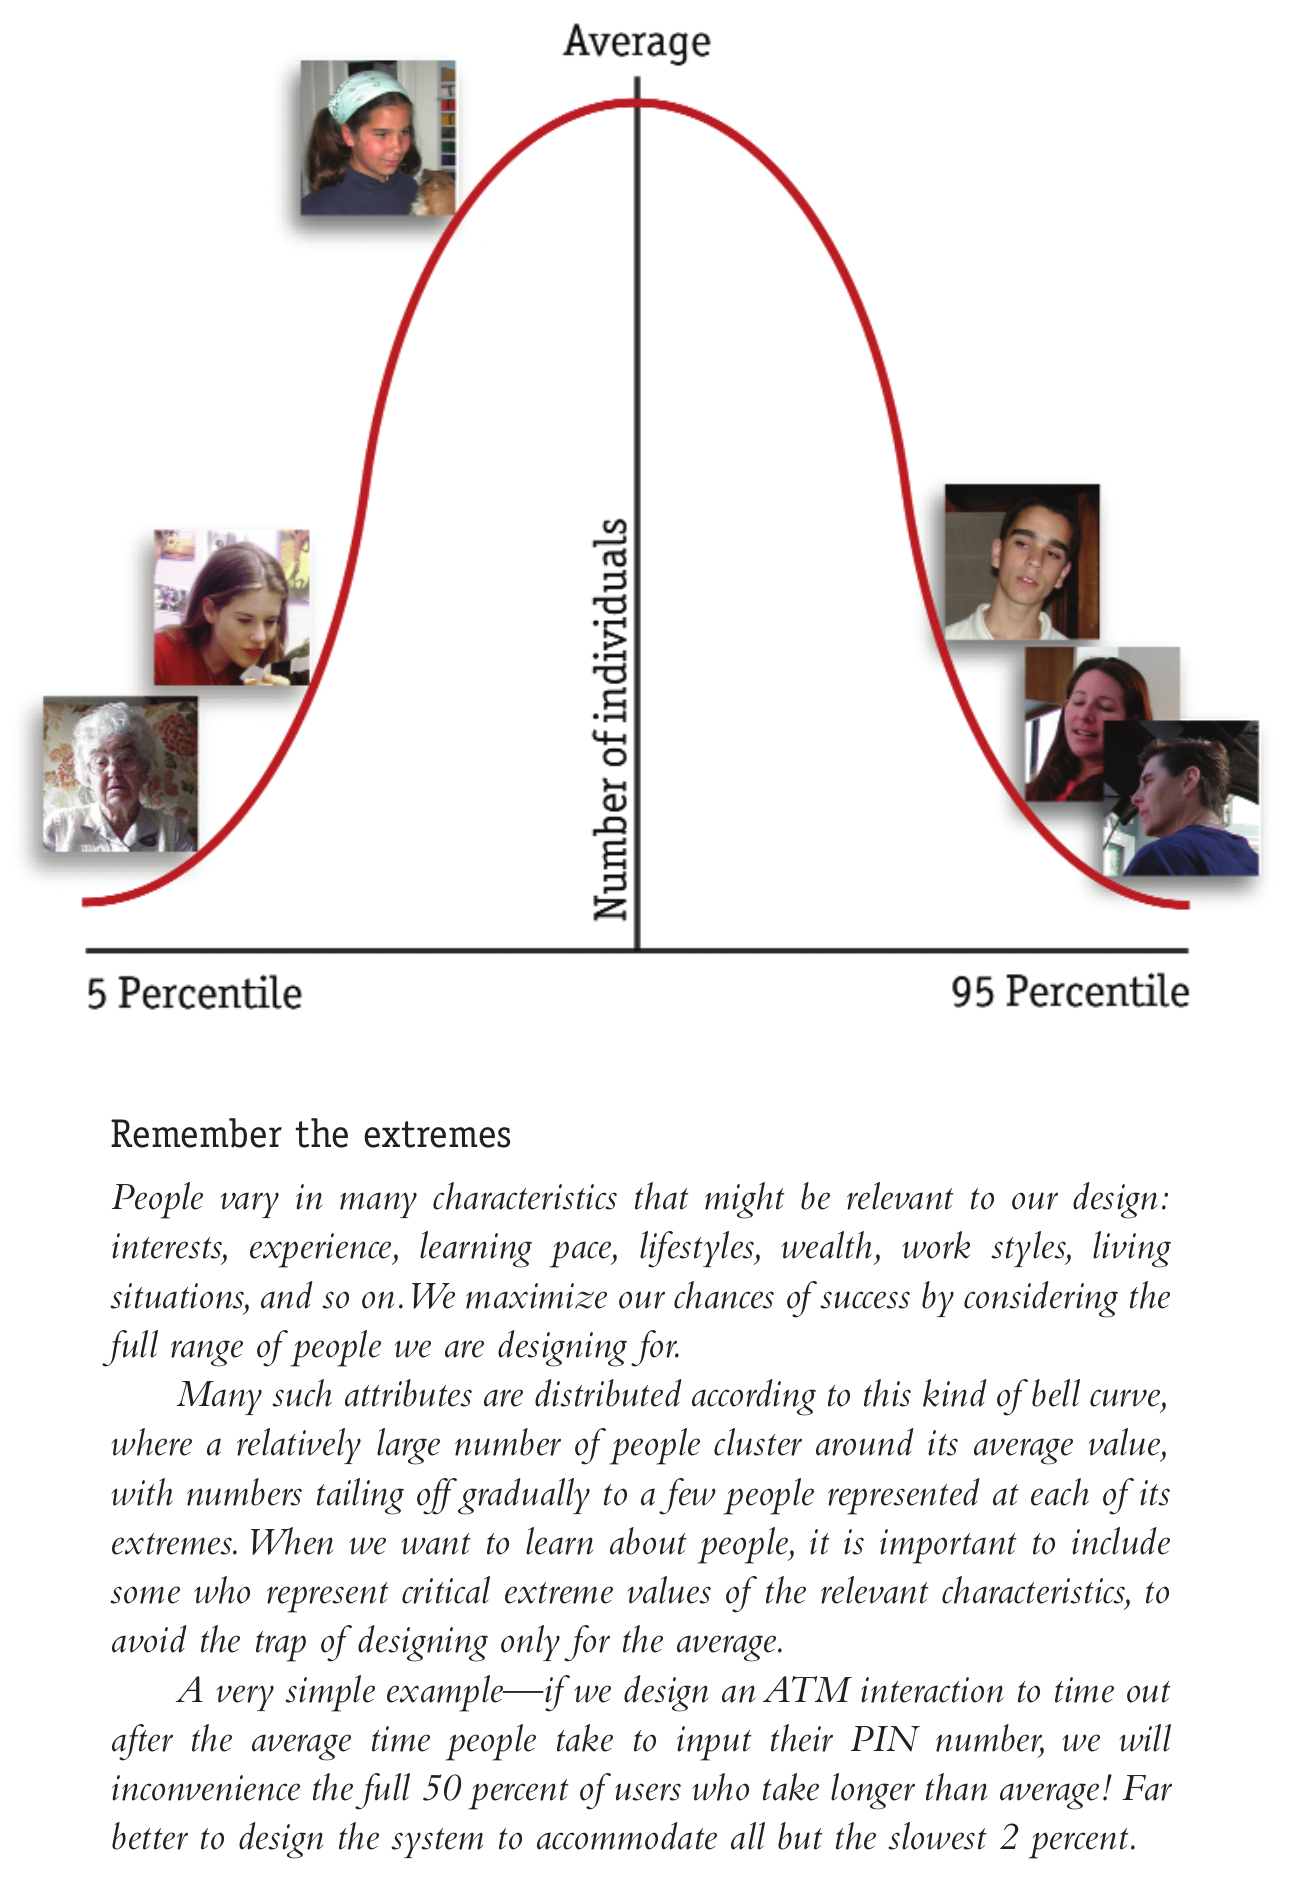 Average
Number of individuals
5 Percentile
95 Percentile
Remember the extremes
People vary in many characteristics that might be relevant to our design:
interests, experience, learning pace, lifestyles, wealth, work styles, living
situations, and so on. We maximize our chances of success by considering the
full range of people we are designing for.
Many such attributes are distributed according to this kind of bell curve,
where a relatively large number of people cluster around its average value,
with numbers tailing off gradually to a few people represented at each of its
extremes. When we want to learn about people, it is important to include
some who represent critical extreme values of the relevant characteristics, to
avoid the trap of designing only for the average.
A very simple example—if we design an ATM interaction to time out
after the average time people take to input their PIN number, we will
inconvenience the full 50 percent of users who take longer than average! Far
better to design the system to accommodate all but the slowest 2 percent.